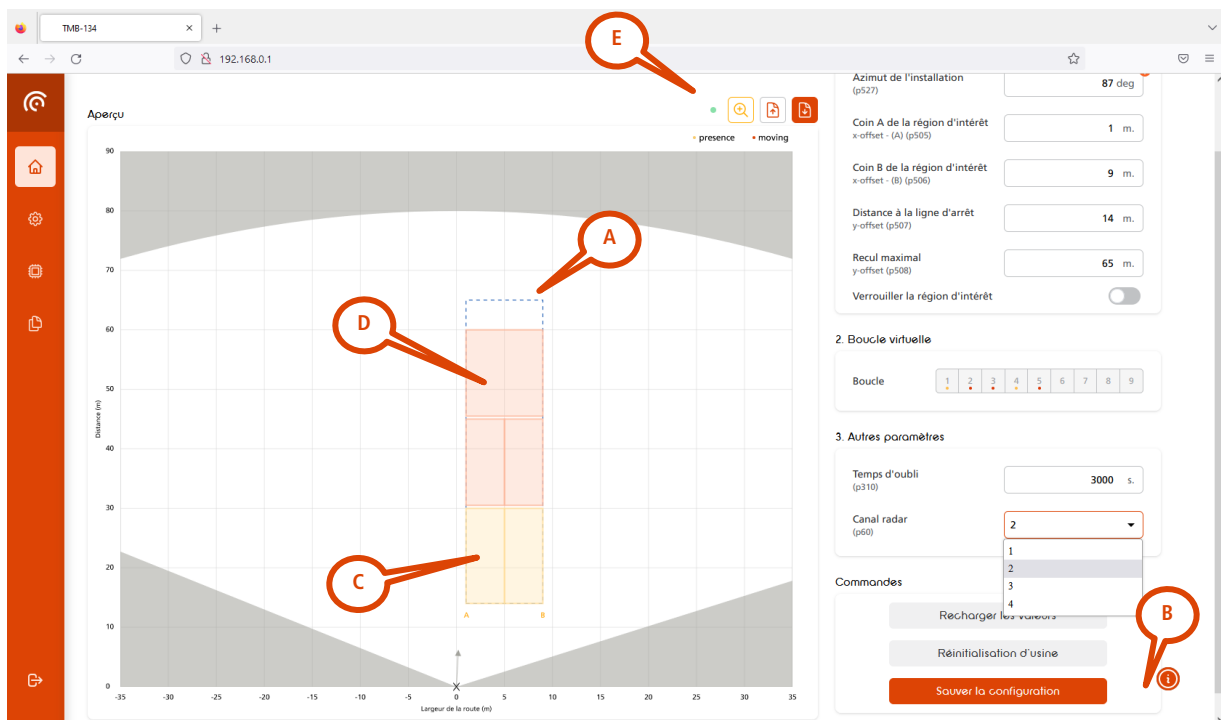 TMB-134
192.168.0.1
E
Aperçu
presence
moving
90
80
70
60
50
40
30
20
10
0
Distance (m)
-35 -30 -25 -20 -15 -10 -5 0 5 10 15 20 25 30 35
Largeur de la route (m)
A
D
C
A B
Azimut de l'installation
(p527)
87 deg
Coin A de la région d'intérêt
x-offset - (A) (p505)
1 m.
Coin B de la région d'intérêt
x-offset - (B) (p506)
9 m.
Distance à la ligne d'arrêt
y-offset (p507)
14 m.
Recul maximal
y-offset (p508)
65 m.
Verrouiller la région d'intérêt
2. Boucle virtuelle
Boucle
1 2 3 4 5 6 7 8 9
3. Autres paramètres
Temps d'oubli
(p310)
3000 s.
Canal radar
(p60)
2
1
2
3
4
Commandes
Recharger les valeurs
Réinitialisation d'usine
Sauver la configuration
B